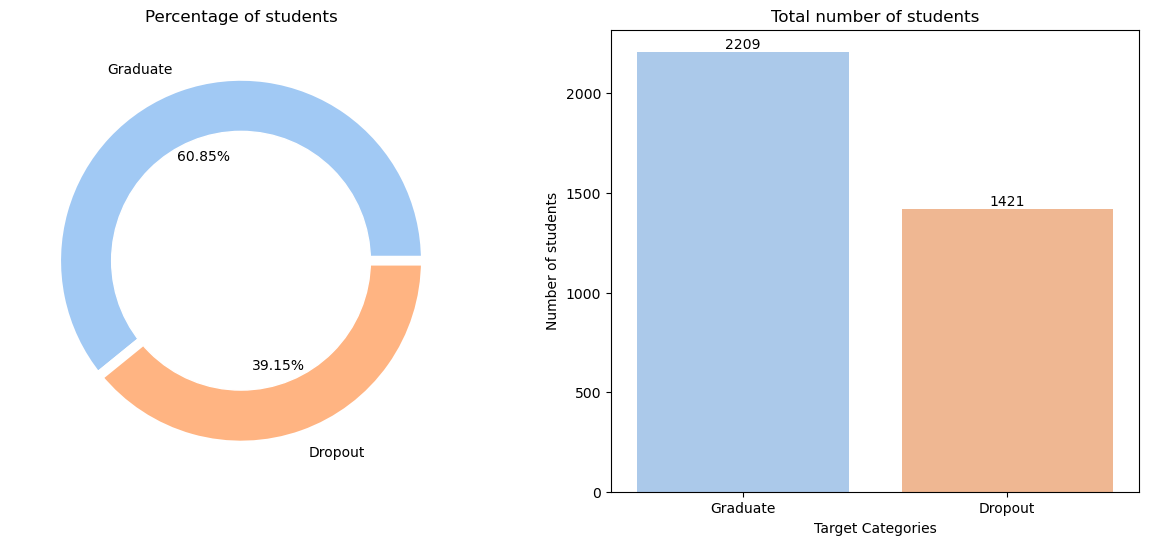 Percentage of students
Graduate
60.85%
39.15%
Dropout
Total number of students
2209
1421
2000
1500
1000
500
0
Number of students
Graduate
Dropout
Target Categories